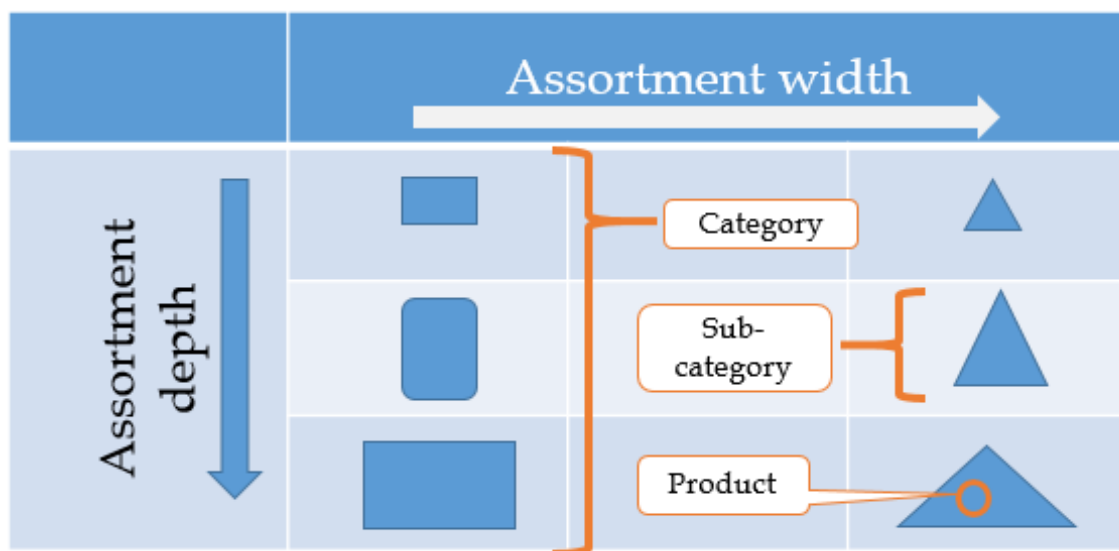 Assortment width
Assortment
depth
Category
Sub-
category
Product